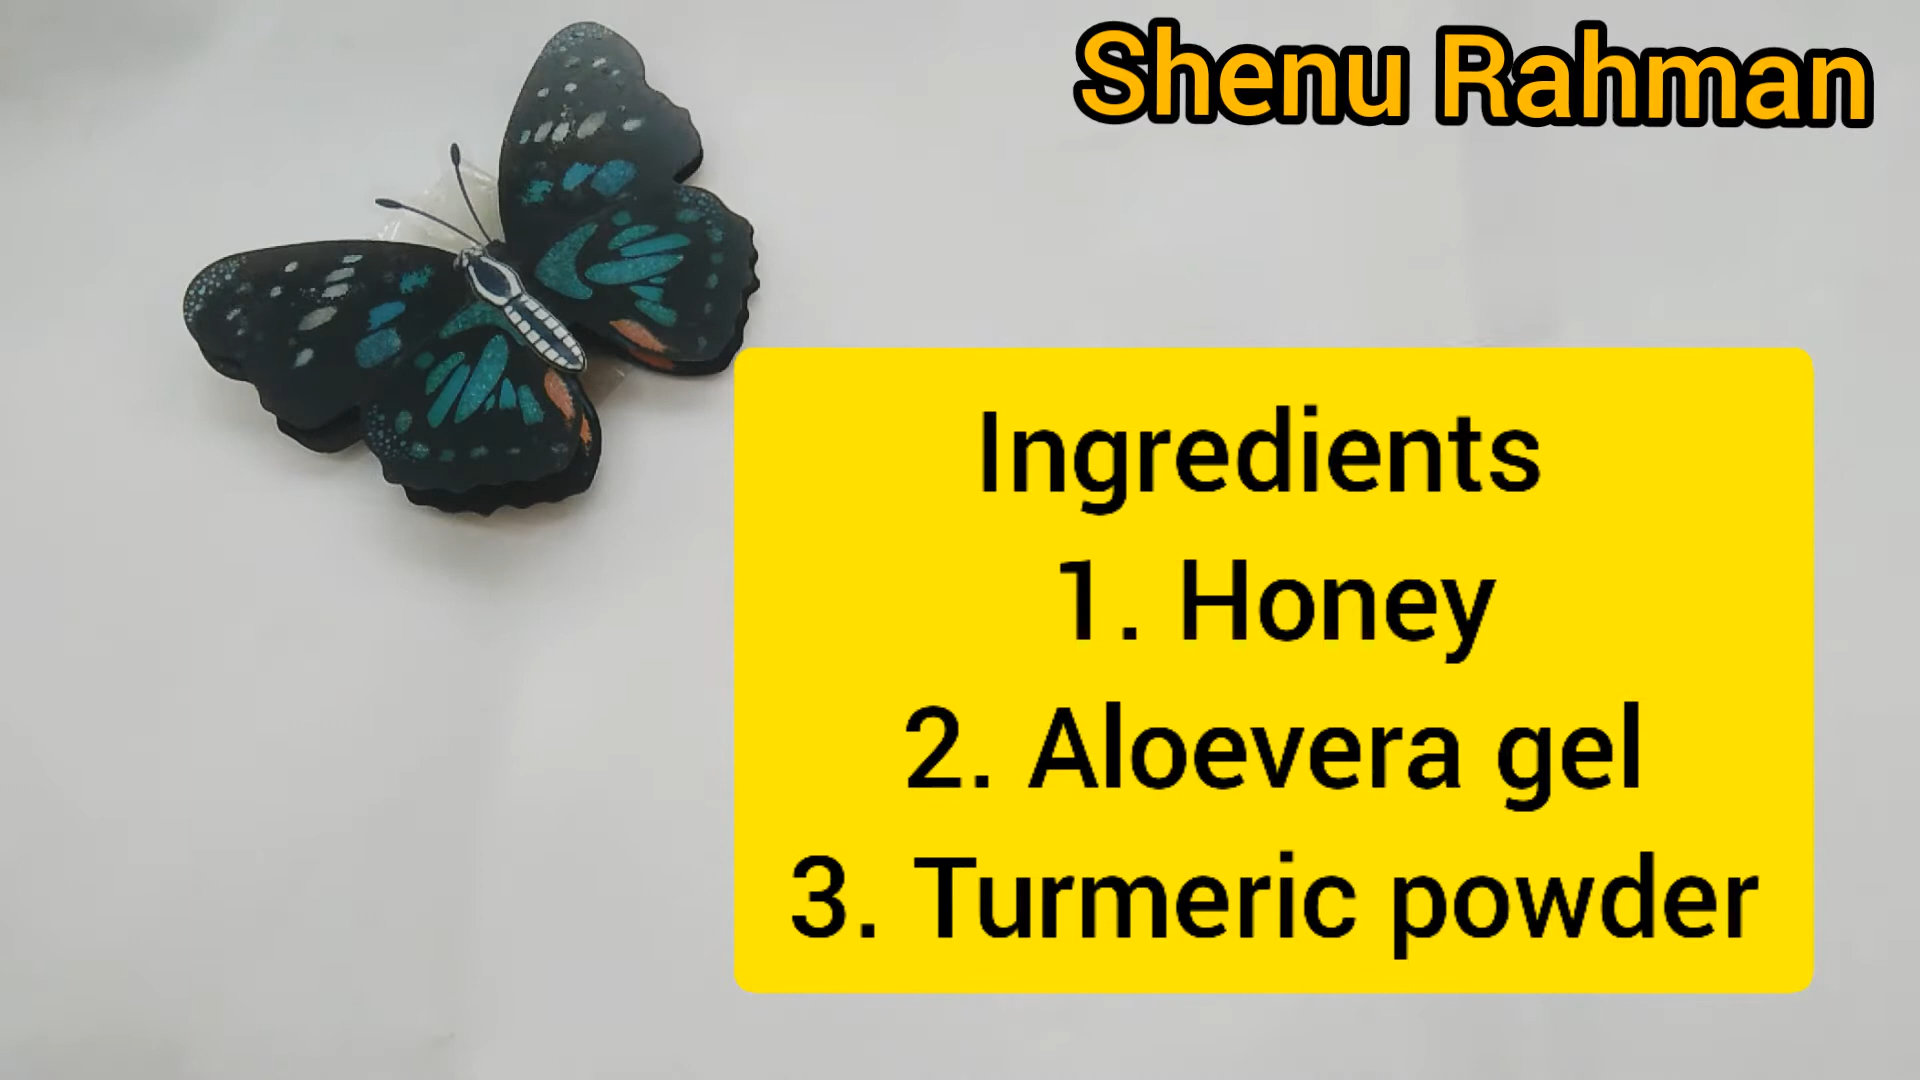 Shenu Rahman
Ingredients
1. Honey
2. Aloevera gel
3. Turmeric powder